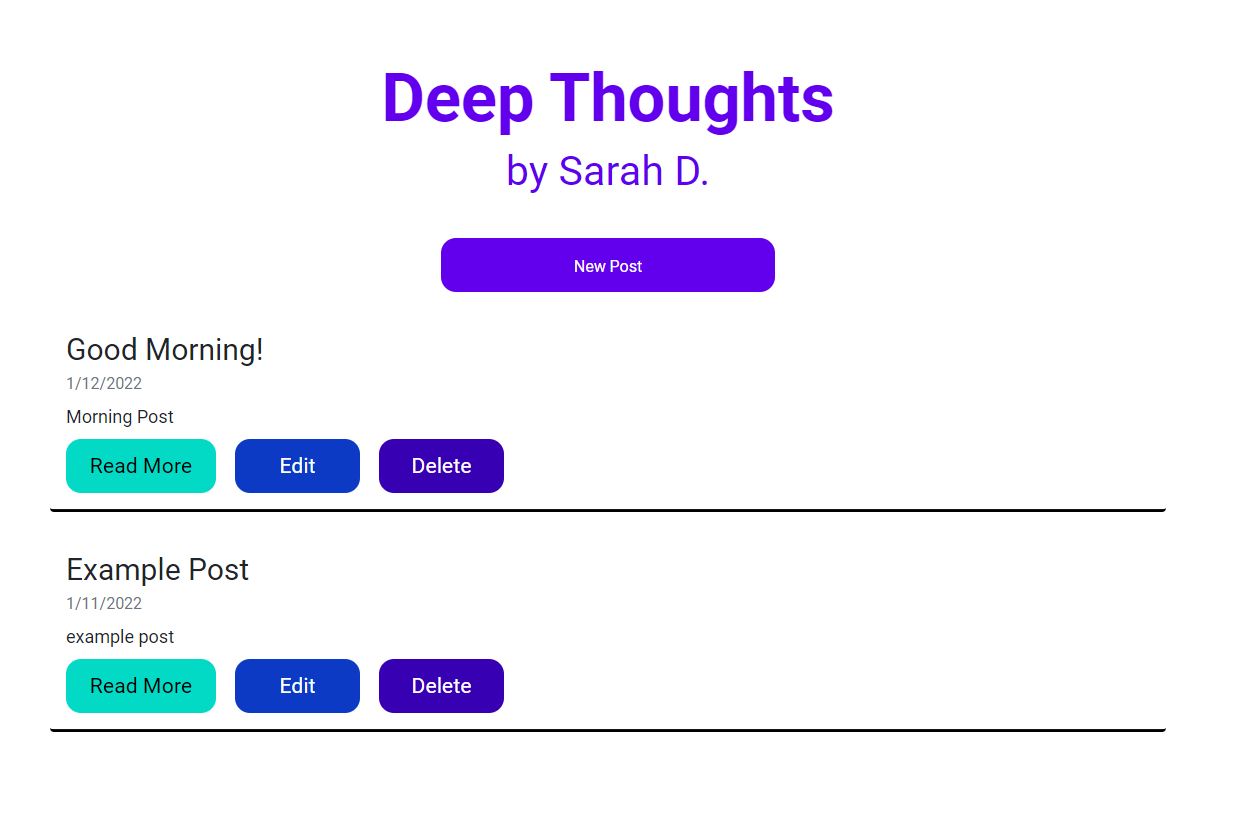 Deep Thoughts
by Sarah D.
New Post
Good Morning!
1/12/2022
Morning Post
Read More Edit Delete
Example Post
1/11/2022
example post
Read More Edit Delete